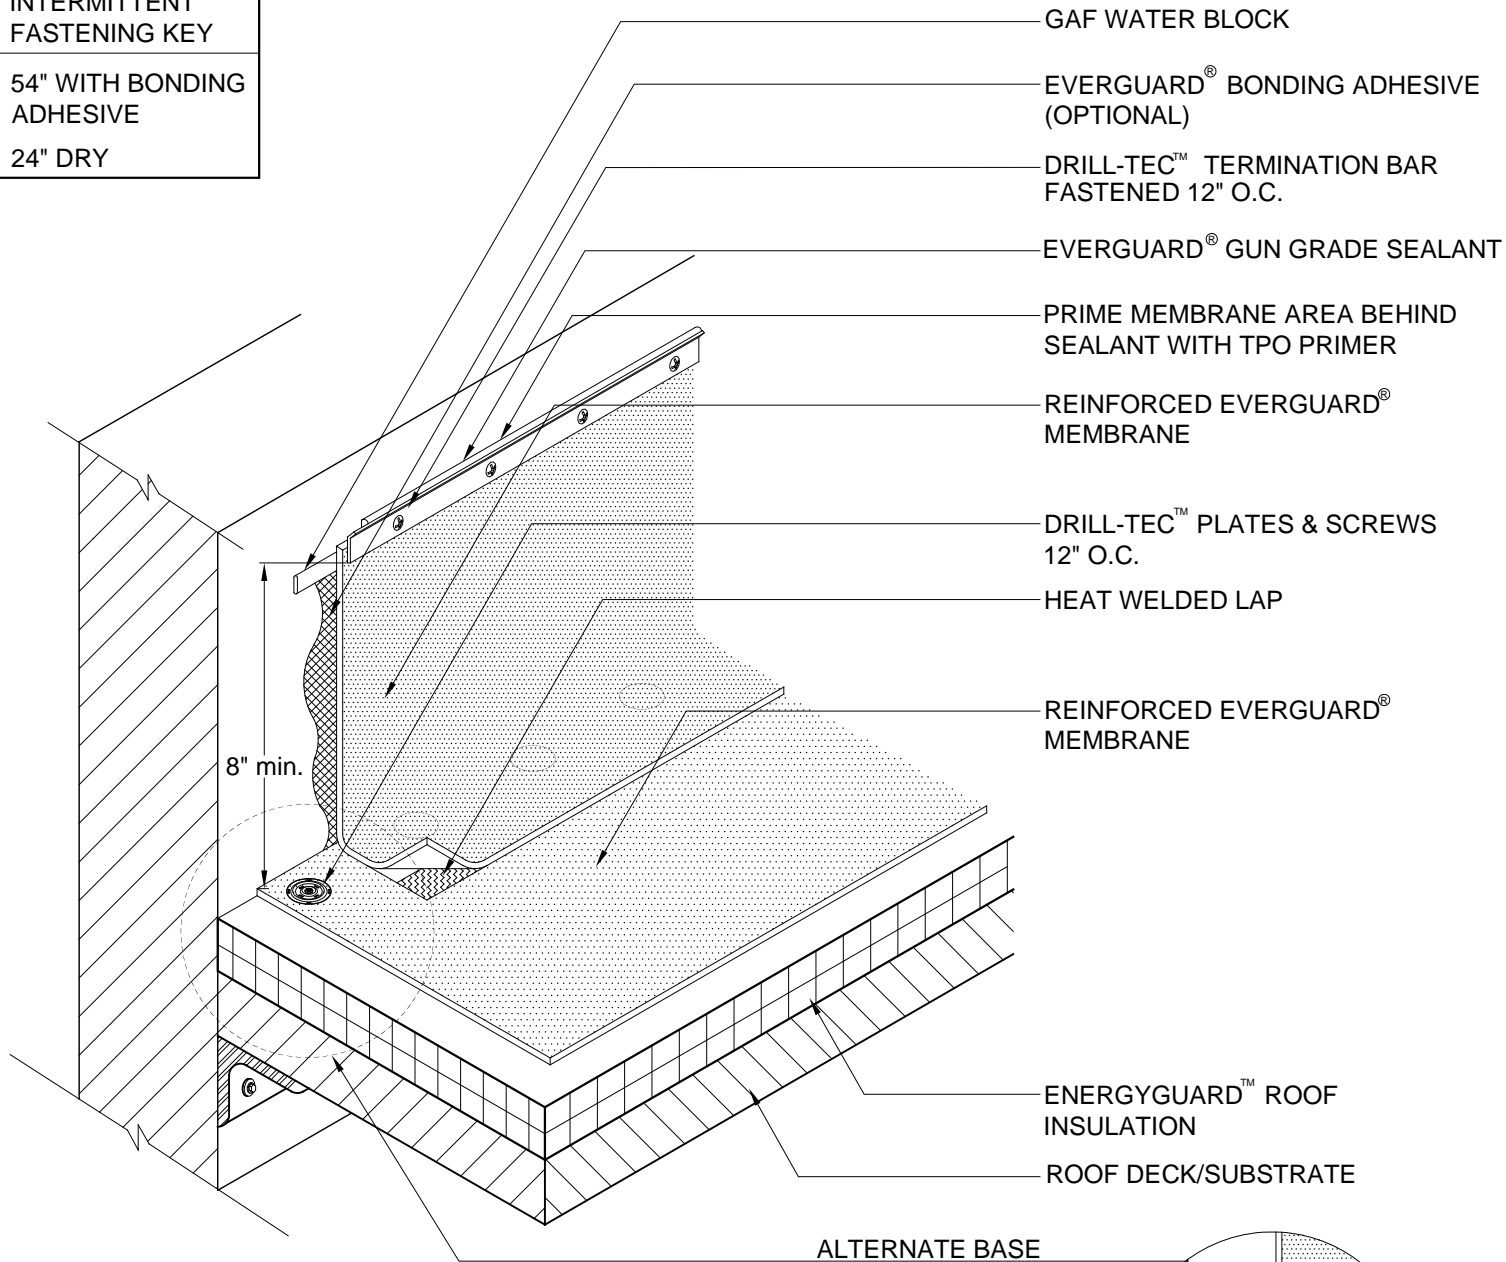 INTERMITTENT
FASTENING KEY
54" WITH BONDING
ADHESIVE
24" DRY
GAF WATER BLOCK
EVERGUARD® BONDING ADHESIVE
(OPTIONAL)
DRILL-TEC™ TERMINATION BAR
FASTENED 12" O.C.
EVERGUARD® GUN GRADE SEALANT
PRIME MEMBRANE AREA BEHIND
SEALANT WITH TPO PRIMER
REINFORCED EVERGUARD®
MEMBRANE
DRILL-TEC™ PLATES & SCREWS
12" O.C.
HEAT WELDED LAP
REINFORCED EVERGUARD®
MEMBRANE
8" min.
ENERGYGUARD™ ROOF
INSULATION
ROOF DECK/SUBSTRATE
ALTERNATE BASE